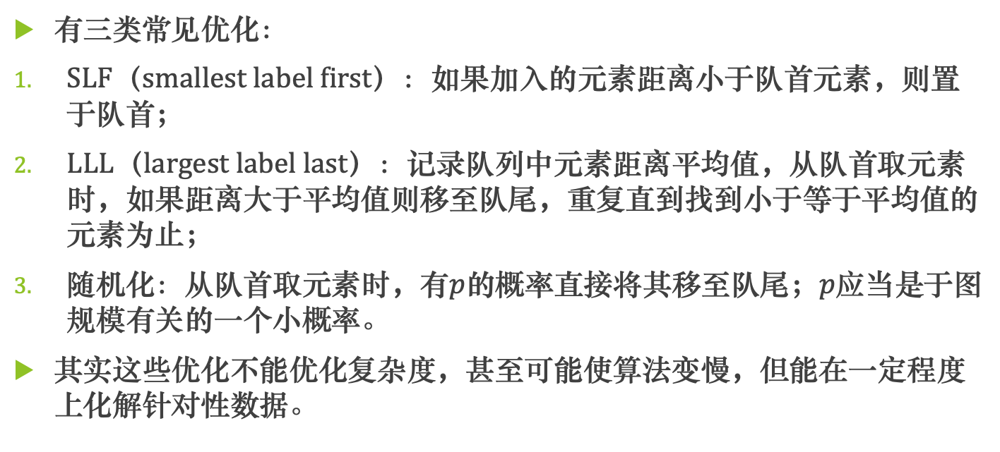 ▶ 有三类常见优化：
1. SLF（smallest label first）：如果加入的元素距离小于队首元素，则置
于队首；
2. LLL（largest label last）：记录队列中元素距离平均值，从队首取元素
时，如果距离大于平均值则移至队尾，重复直到找到小于等于平均值的
元素为止；
3. 随机化：从队首取元素时，有p的概率直接将其移至队尾；p应当是于图
规模有关的一个小概率。
▶ 其实这些优化不能优化复杂度，甚至可能使算法变慢，但能在一定程度
上化解针对性数据。